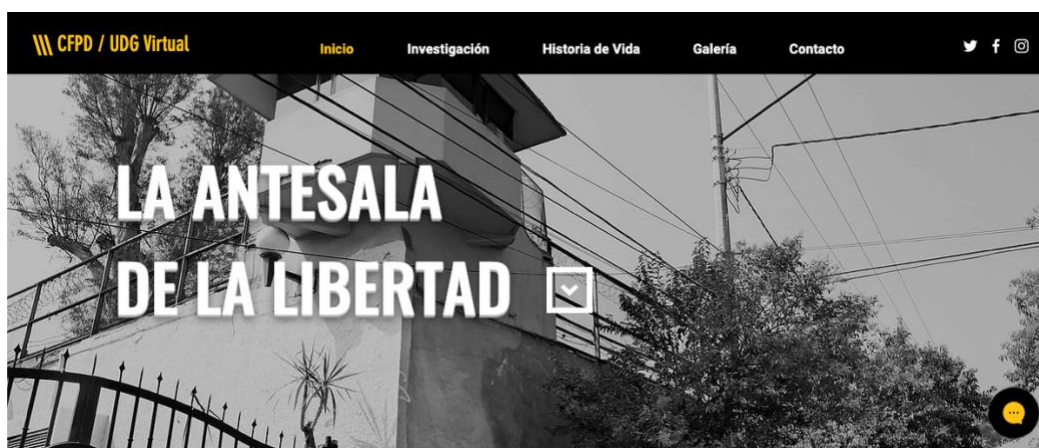 CFPD / UDG Virtual
Inicio Investigación Historia de Vida Galería Contacto
LA ANTESALA
DE LA LIBERTAD